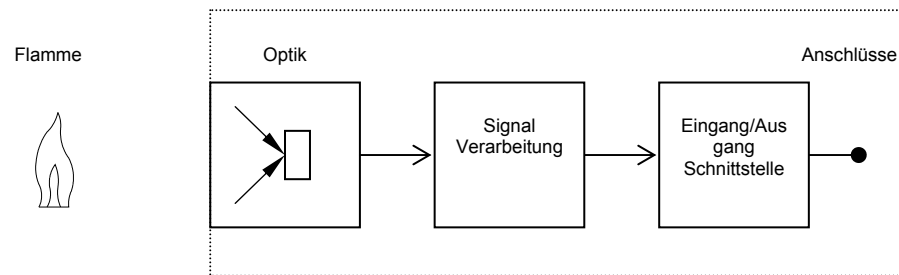 Flamme
Optik
Anschlüsse
Signal
Verarbeitung
Eingang/Aus
gang
Schnittstelle